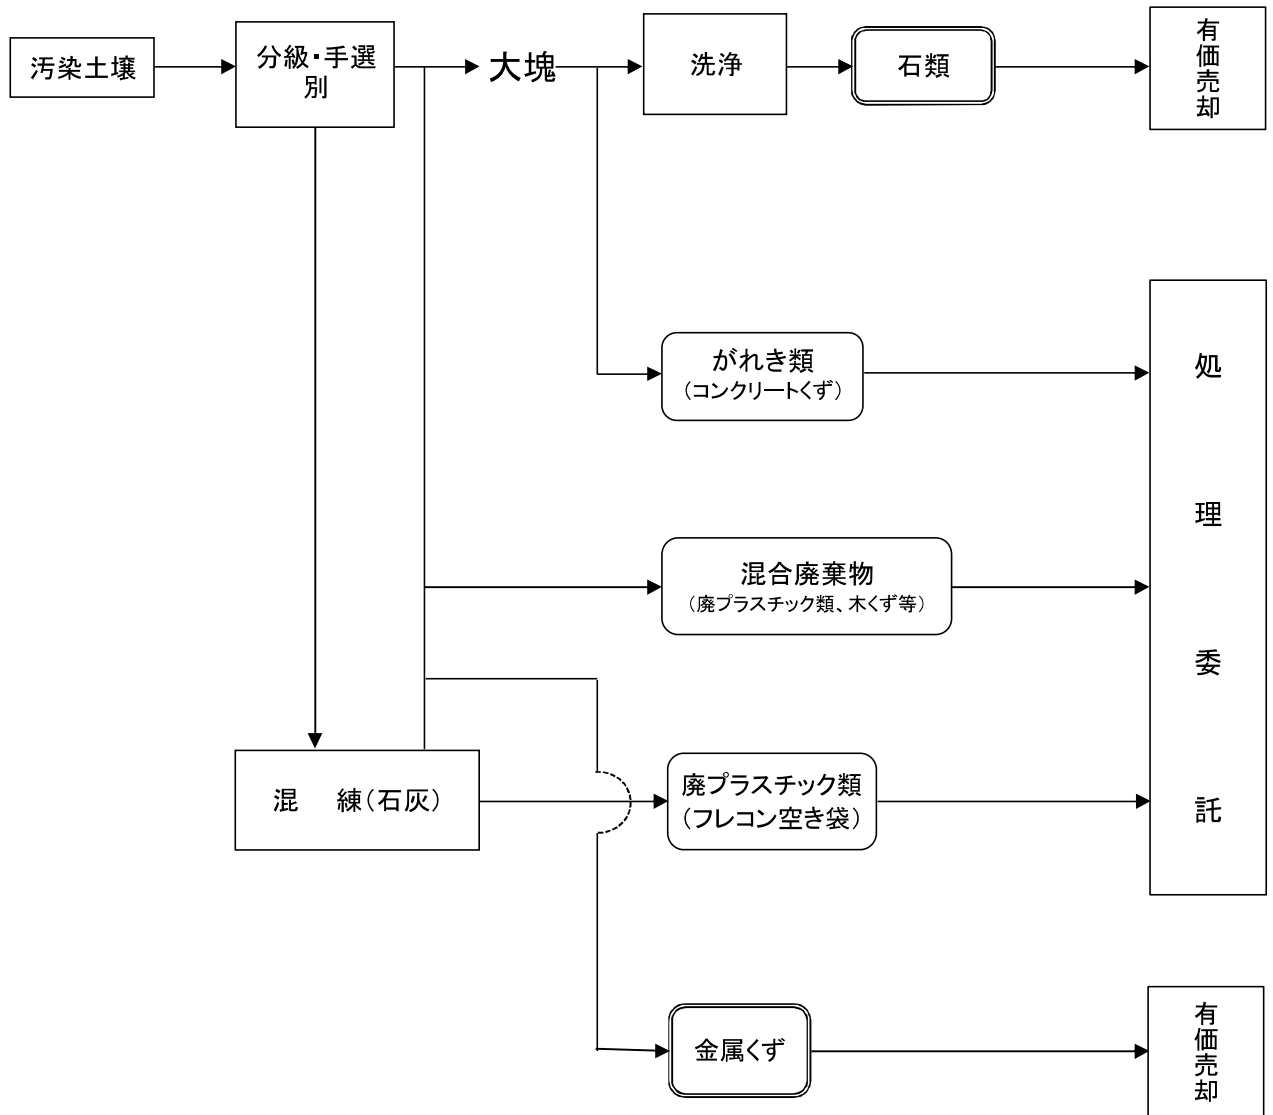 汚染土壌
分級・手選
別
大塊
洗浄
石類
有
価
売
却
がれき類
（コンクリートくず）
混合廃棄物
（廃プラスチック類、木くず等）
処
理
委
託
混　練（石灰）
廃プラスチック類
（フレコン空き袋）
金属くず
有
価
売
却